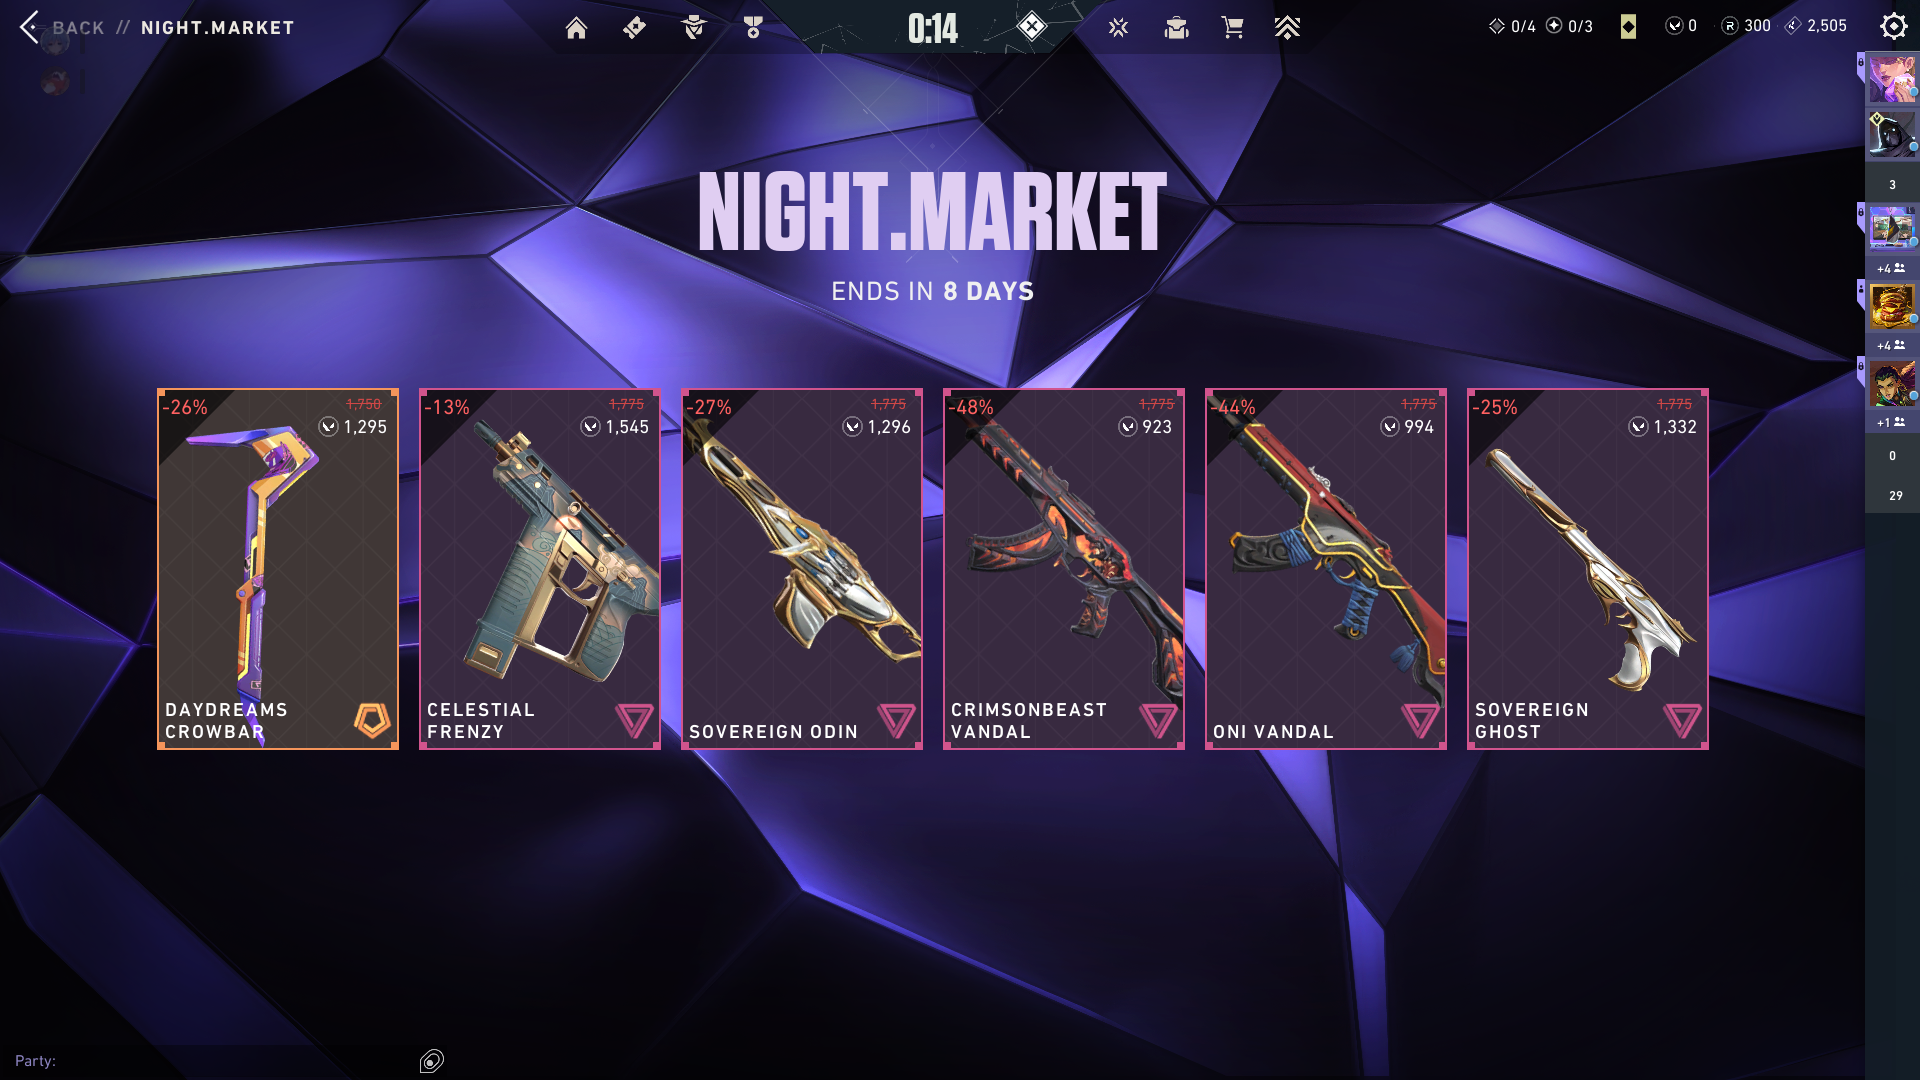 BACK // NIGHT.MARKET
0:14
0/4
0/3
0
R 300
2,505
NIGHT.MARKET
ENDS IN 8 DAYS
-26%
1,750
1,295
DAYDREAMS
CROWBAR
-13%
1,775
1,545
CELESTIAL
FRENZY
-27%
1,775
1,296
SOVEREIGN ODIN
-48%
1,775
923
CRIMSONBEAST
VANDAL
-44%
1,775
994
ONI VANDAL
-25%
1,775
1,332
SOVEREIGN
GHOST
3
+4
+4
+1
0
29
Party: